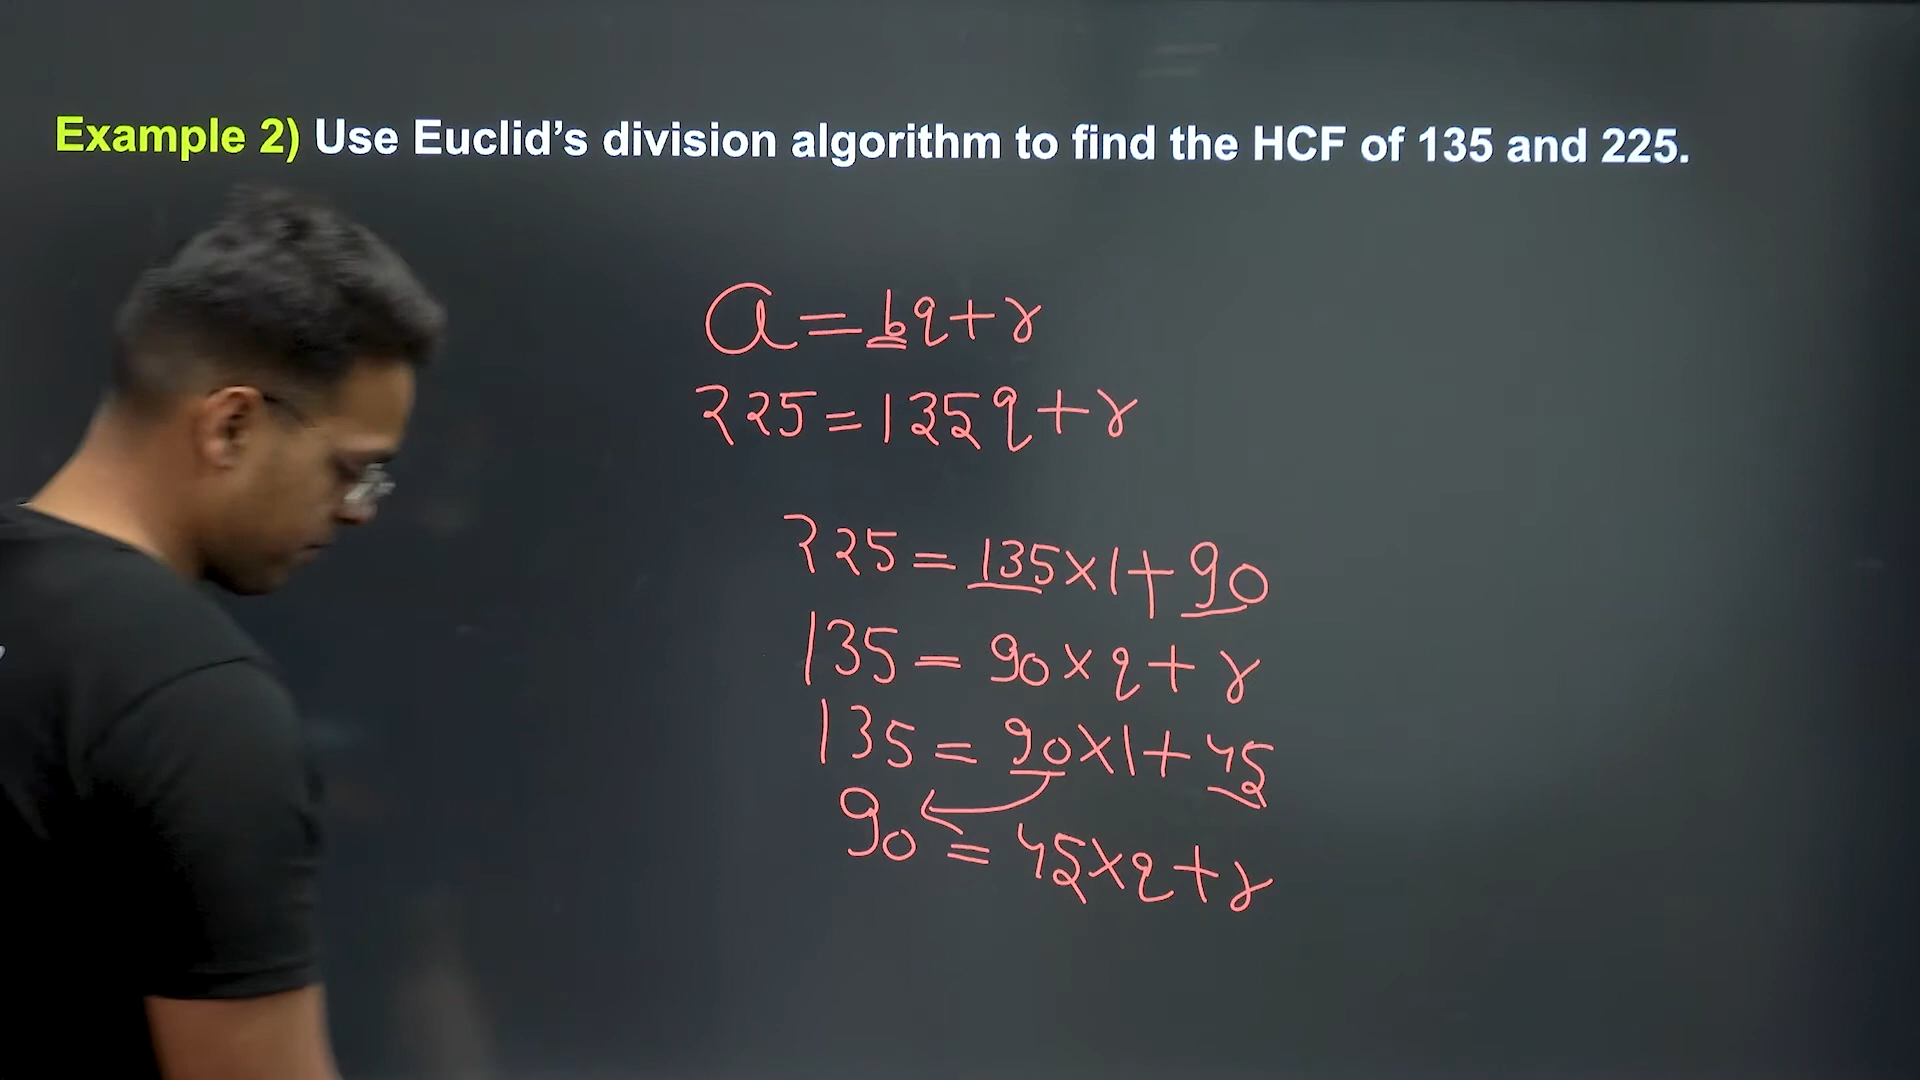 Example 2) Use Euclid’s division algorithm to find the HCF of 135 and 225.
a = bq + r
225 = 135q + r
225 = 135 × 1 + 90
135 = 90 × q + r
135 = 90 × 1 + 45
90 = 45 × q + r